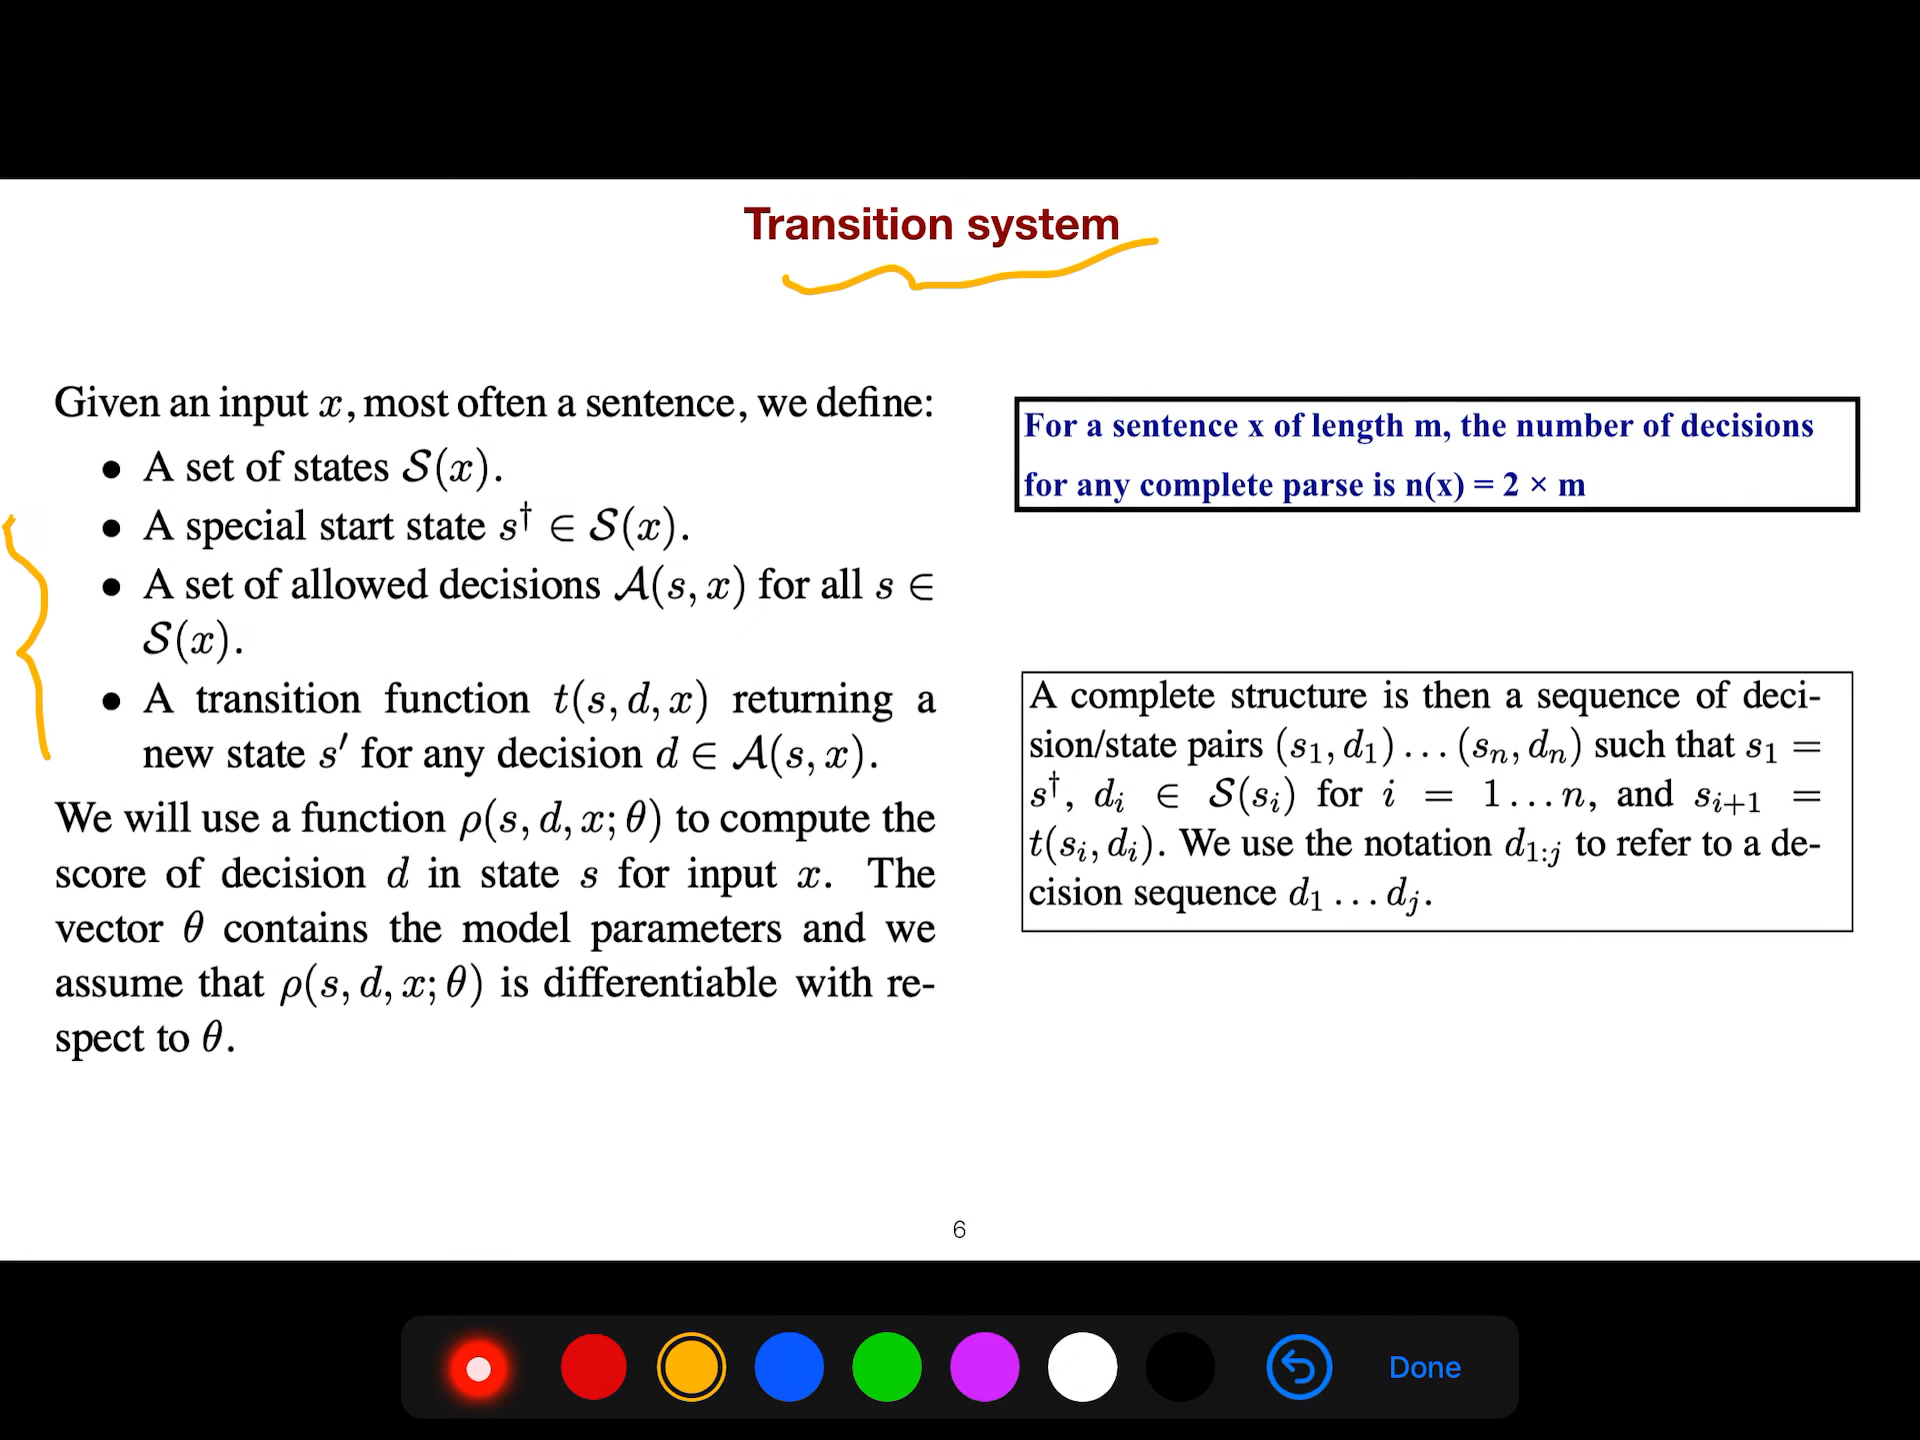 Transition system
Given an input x, most often a sentence, we define:
• A set of states S(x).
• A special start state s† ∈ S(x).
• A set of allowed decisions A(s, x) for all s ∈
S(x).
• A transition function t(s, d, x) returning a
new state s′ for any decision d ∈ A(s, x).
We will use a function ρ(s, d, x; θ) to compute the
score of decision d in state s for input x. The
vector θ contains the model parameters and we
assume that ρ(s, d, x; θ) is differentiable with re-
spect to θ.
For a sentence x of length m, the number of decisions
for any complete parse is n(x) = 2 × m
A complete structure is then a sequence of deci-
sion/state pairs (s₁, d₁) . . . (sₙ, dₙ) such that s₁ =
s†, dᵢ ∈ S(sᵢ) for i = 1 . . . n, and sᵢ₊₁ =
t(sᵢ, dᵢ). We use the notation d₁:ⱼ to refer to a de-
cision sequence d₁ . . . dⱼ.
6
Done